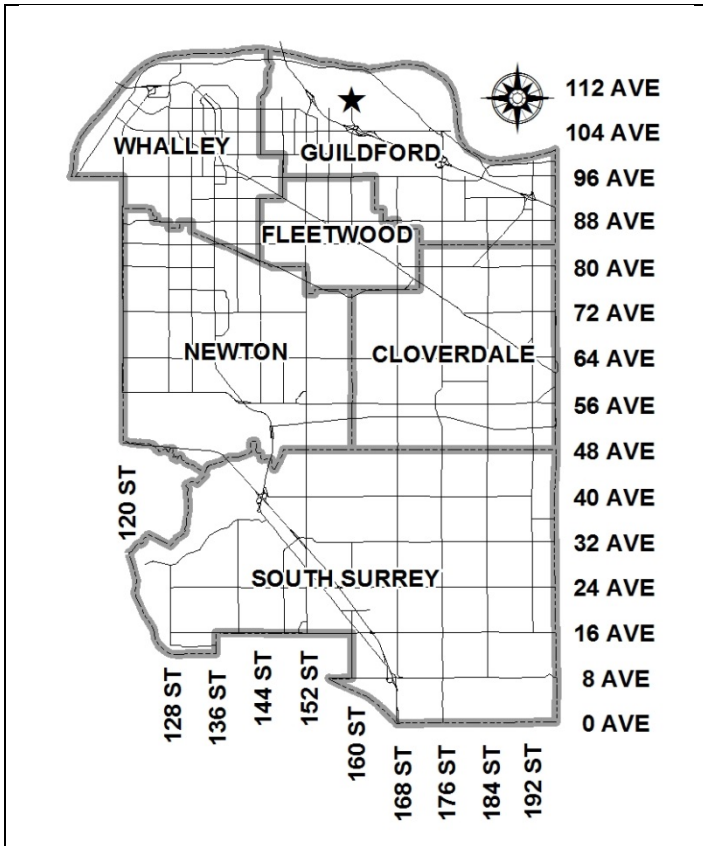 112 AVE
104 AVE
WHALLEY
GUILDFORD
96 AVE
88 AVE
FLEETWOOD
80 AVE
72 AVE
NEWTON
CLOVERDALE
64 AVE
56 AVE
48 AVE
120 ST
40 AVE
32 AVE
SOUTH SURREY
24 AVE
16 AVE
128 ST
136 ST
144 ST
152 ST
160 ST
8 AVE
0 AVE
168 ST
176 ST
184 ST
192 ST